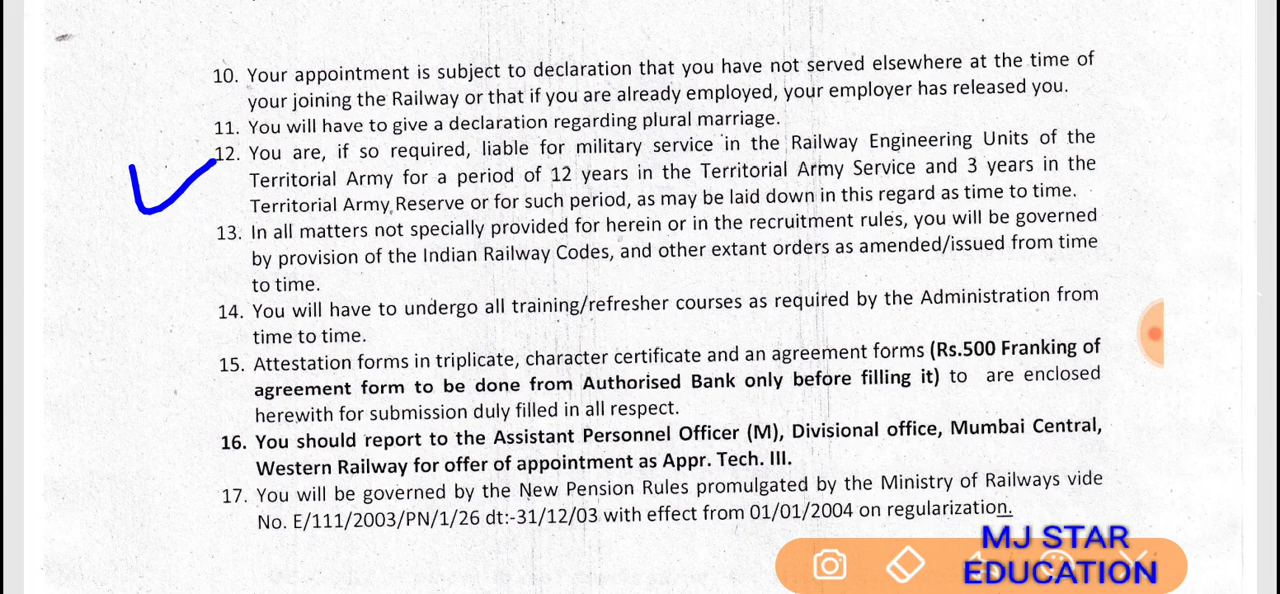 10. Your appointment is subject to declaration that you have not served elsewhere at the time of
your joining the Railway or that if you are already employed, your employer has released you.
11. You will have to give a declaration regarding plural marriage.
12. You are, if so required, liable for military service in the Railway Engineering Units of the
Territorial Army for a period of 12 years in the Territorial Army Service and 3 years in the
Territorial Army Reserve or for such period, as may be laid down in this regard as time to time.
13. In all matters not specially provided for herein or in the recruitment rules, you will be governed
by provision of the Indian Railway Codes, and other extant orders as amended/issued from time
to time.
14. You will have to undergo all training/refresher courses as required by the Administration from
time to time.
15. Attestation forms in triplicate, character certificate and an agreement forms (Rs.500 Franking of
agreement form to be done from Authorised Bank only before filling it) to are enclosed
herewith for submission duly filled in all respect.
16. You should report to the Assistant Personnel Officer (M), Divisional office, Mumbai Central,
Western Railway for offer of appointment as Appr. Tech. III.
17. You will be governed by the New Pension Rules promulgated by the Ministry of Railways vide
No. E/111/2003/PN/1/26 dt:-31/12/03 with effect from 01/01/2004 on regularization.
MJ STAR
EDUCATION